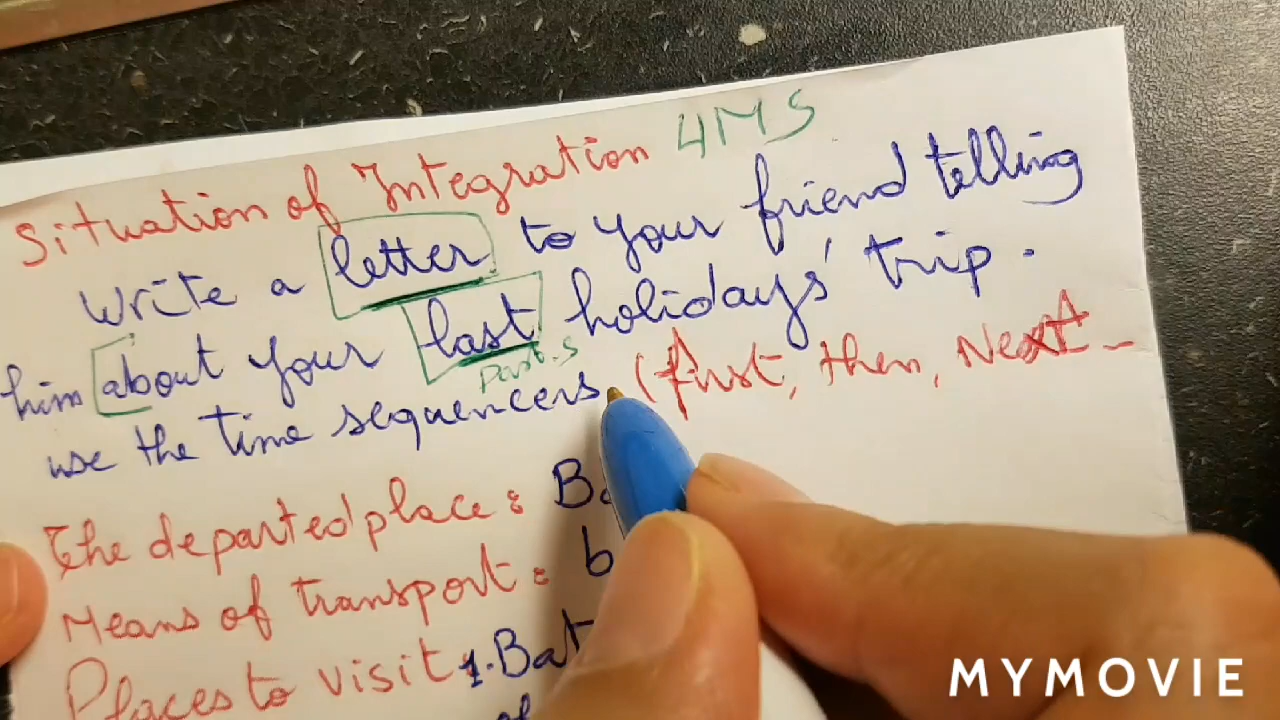 Situation of Integration 4MS
Write a letter to your friend telling
him about your last holidays' trip.
past.s
use the time sequencers (first, then, Next -
The departed place : B
Means of transport : b
Places to visit : 1. Bat
MYMOVIE